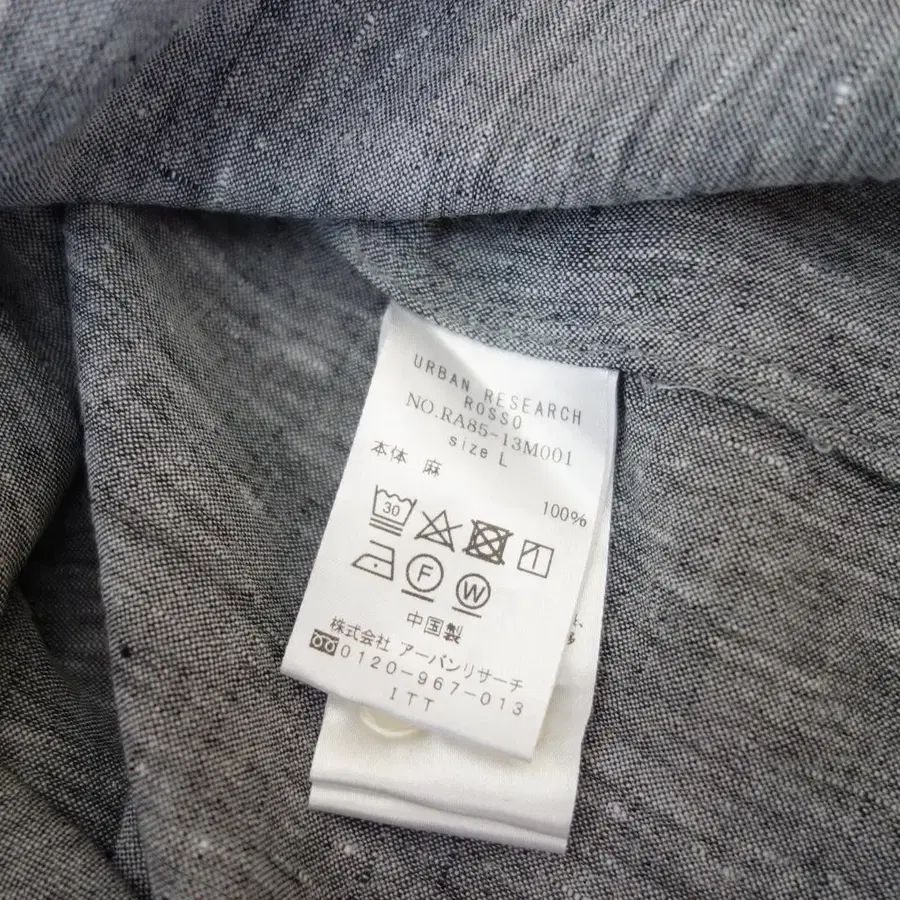 URBAN RESEARCH
ROSSO
NO.RA85-13M001
size L
本体 麻
100%
30
F W
中国製
株式会社 アーバンリサーチ
0120-967-013
ITT